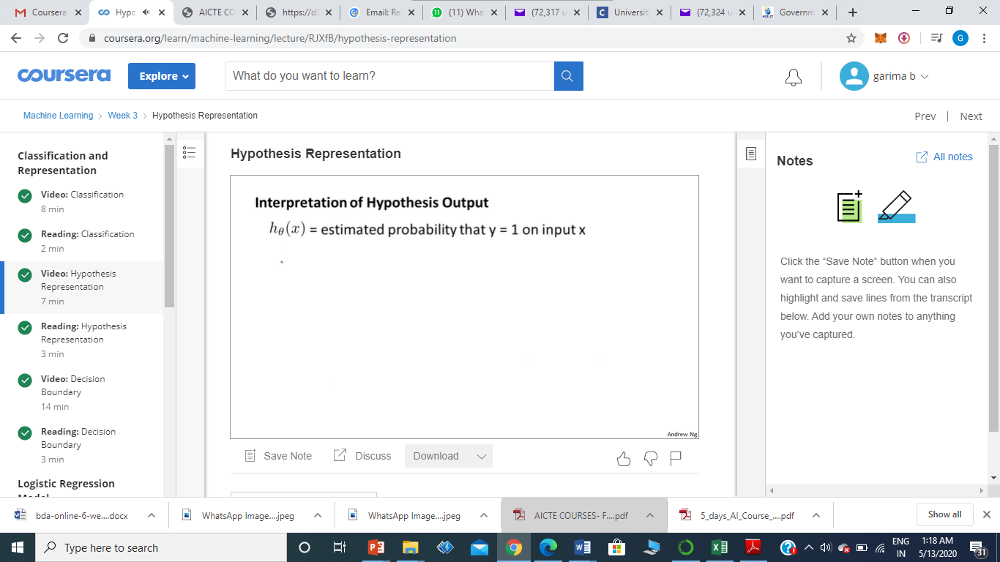 Coursera
Hypo
AICTE CO
https://d3
Email: Re
(11) Wha
(72,317 u
Universit
(72,324 u
Governm
coursera.org/learn/machine-learning/lecture/RJXfB/hypothesis-representation
G
coursera
Explore
What do you want to learn?
garima b
Machine Learning > Week 3 > Hypothesis Representation
Prev | Next
Classification and
Representation
Video: Classification
8 min
Reading: Classification
2 min
Video: Hypothesis
Representation
7 min
Reading: Hypothesis
Representation
3 min
Video: Decision
Boundary
14 min
Reading: Decision
Boundary
3 min
Logistic Regression
Model
Hypothesis Representation
Interpretation of Hypothesis Output
hθ(x) = estimated probability that y = 1 on input x
Andrew Ng
Save Note
Discuss
Download
Notes
All notes
Click the “Save Note” button when you
want to capture a screen. You can also
highlight and save lines from the transcript
below. Add your own notes to anything
you’ve captured.
bda-online-6-we....docx
WhatsApp Image....jpeg
WhatsApp Image....jpeg
AICTE COURSES- F....pdf
5_days_AI_Course_....pdf
Show all
Type here to search
ENG
IN
1:18 AM
5/13/2020
31